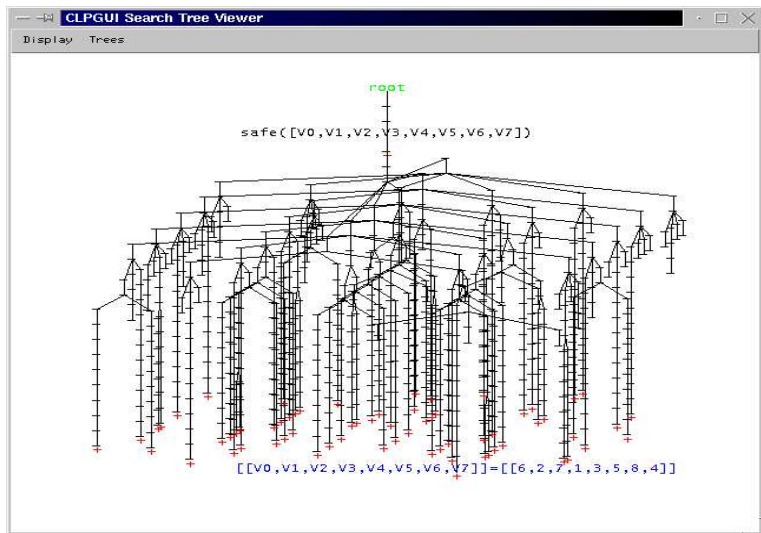 CLPGUI Search Tree Viewer
Display Trees
root
safe([V0,V1,V2,V3,V4,V5,V6,V7])
[[V0,V1,V2,V3,V4,V5,V6,V7]]=[[6,2,7,1,3,5,8,4]]